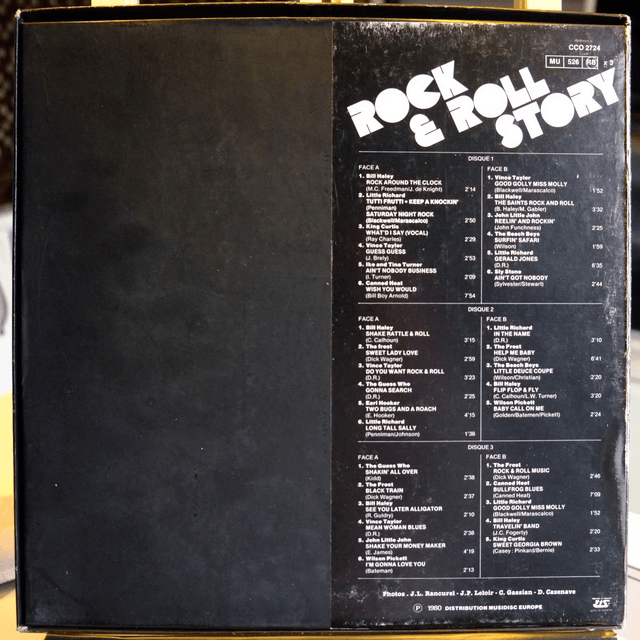 CCO 2724
MU 526 RB x 3
ROCK
& ROLL
STORY
DISQUE 1
FACE A
1. Bill Haley
ROCK AROUND THE CLOCK
(M.C. Freedman/J. de Knight) 2'14
2. Little Richard
TUTTI FRUTTI - KEEP A KNOCKIN'
(Penniman)
SATURDAY NIGHT ROCK
(Blackwell/Marascalco) 2'50
3. King Curtis
WHAT'D I SAY (VOCAL)
(Ray Charles) 2'29
4. Vince Taylor
GUESS GUESS
(J. Brely) 2'53
5. Ike and Tina Turner
AIN'T NOBODY BUSINESS
(I. Turner) 2'09
6. Canned Heat
WISH YOU WOULD
(Bill Boy Arnold) 7'54
FACE B
1. Vince Taylor
GOOD GOLLY MISS MOLLY
(Blackwell/Marascalco) 1'52
2. Bill Haley
THE SAINTS ROCK AND ROLL
(B. Haley/M. Gabler) 3'32
3. John Little John
REELIN' AND ROCKIN'
(John Funchness) 2'25
4. The Beach Boys
SURFIN' SAFARI
(Wilson) 1'59
5. Little Richard
GERALD JONES
(D.R.) 6'35
6. Sly Stone
AIN'T GOT NOBODY
(Sylvester/Stewart) 2'44
DISQUE 2
FACE A
1. Bill Haley
SHAKE RATTLE & ROLL
(C. Calhoun) 3'15
2. The frost
SWEET LADY LOVE
(Dick Wagner) 2'59
3. Vince Taylor
DO YOU WANT ROCK & ROLL
(D.R.) 3'23
4. The Guess Who
GONNA SEARCH
(D.R.) 2'25
5. Earl Hooker
TWO BUGS AND A ROACH
(E. Hooker) 4'15
6. Little Richard
LONG TALL SALLY
(Penniman/Johnson) 1'38
FACE B
1. Little Richard
IN THE NAME
(D.R.) 3'10
2. The Frost
HELP ME BABY
(Dick Wagner) 6'41
3. The Beach Boys
LITTLE DEUCE COUPE
(Wilson/Christian) 2'20
4. Bill Haley
FLIP FLOP & FLY
(C. Calhoun/L.W. Turner) 3'20
5. Wilson Pickett
BABY CALL ON ME
(Golden/Batemen/Pickett) 2'24
DISQUE 3
FACE A
1. The Guess Who
SHAKIN' ALL OVER
(Kidd) 2'38
2. The Frost
BLACK TRAIN
(Dick Wagner) 2'37
3. Bill Haley
SEE YOU LATER ALLIGATOR
(R. Guldry) 2'10
4. Vince Taylor
MEAN WOMAN BLUES
(D.R.) 2'38
5. John Little John
SHAKE YOUR MONEY MAKER
(E. James) 4'19
6. Wilson Pickett
I'M GONNA LOVE YOU
(Bateman) 2'13
FACE B
1. The Frost
ROCK & ROLL MUSIC
(Dick Wagner) 2'46
2. Canned Heat
BULLFROG BLUES
(Canned Heat) 7'09
3. Little Richard
GOOD GOLLY MISS MOLLY
(Blackwell/Marascalco) 1'52
4. Bill Haley
TRAVELIN' BAND
(J.C. Fogerty) 2'20
5. King Curtis
SWEET GEORGIA BROWN
(Casey : Pinkard/Bernie) 2'33
Photos - J.L. Rancurel - J.P. Leloir - C. Gassian - D. Casenave
Ⓟ 1980 DISTRIBUTION MUSIDISC EUROPE